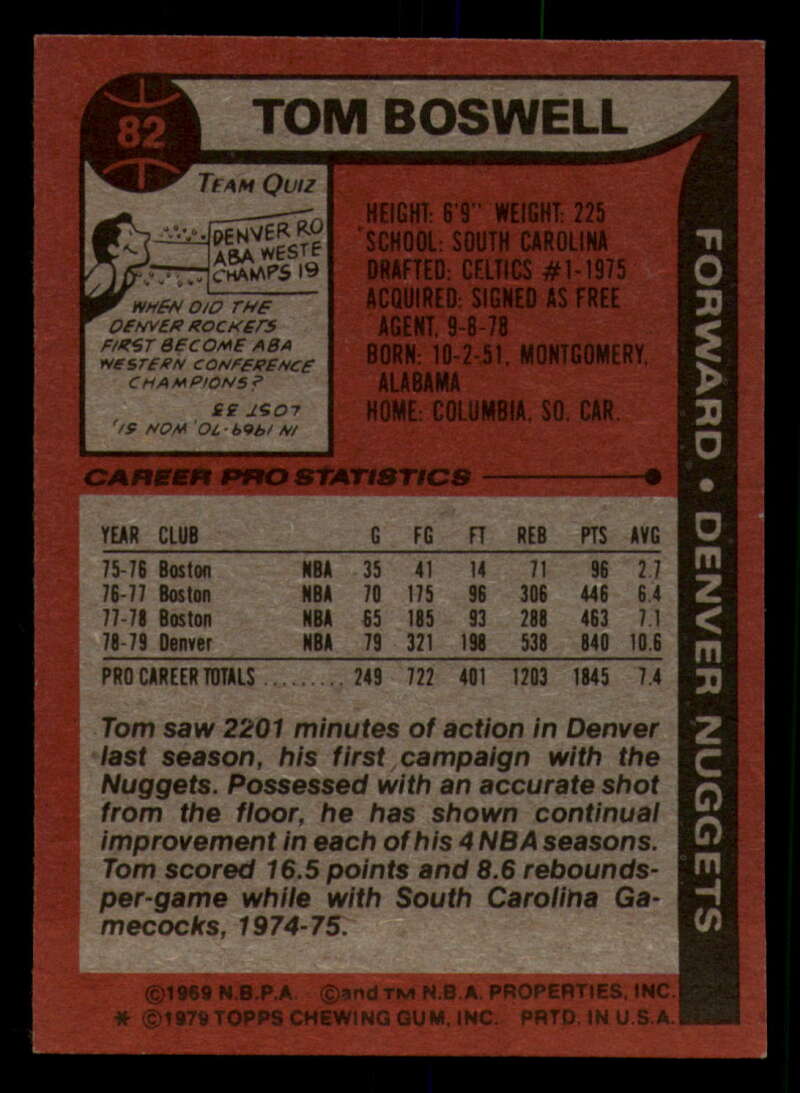 82
TOM BOSWELL
TEAM QUIZ
DENVER RO
ABA WESTE
CHAMPS 19
WHEN DID THE
DENVER ROCKETS
FIRST BECOME ABA
WESTERN CONFERENCE
CHAMPIONS?
IN 1969-70. WON 51,
LOST 33
HEIGHT: 6'9" WEIGHT: 225
SCHOOL: SOUTH CAROLINA
DRAFTED: CELTICS #1-1975
ACQUIRED: SIGNED AS FREE
AGENT, 9-8-78
BORN: 10-2-51, MONTGOMERY,
ALABAMA
HOME: COLUMBIA, SO. CAR.
FORWARD • DENVER NUGGETS
CAREER PRO STATISTICS
YEAR CLUB G FG FT REB PTS AVG
75-76 Boston NBA 35 41 14 71 96 2.7
76-77 Boston NBA 70 175 96 306 446 6.4
77-78 Boston NBA 65 185 93 288 463 7.1
78-79 Denver NBA 79 321 198 538 840 10.6
PRO CAREER TOTALS ......... 249 722 401 1203 1845 7.4
Tom saw 2201 minutes of action in Denver
last season, his first campaign with the
Nuggets. Possessed with an accurate shot
from the floor, he has shown continual
improvement in each of his 4 NBA seasons.
Tom scored 16.5 points and 8.6 rebounds-
per-game while with South Carolina Ga-
mecocks, 1974-75.
©1969 N.B.P.A. ©and TM N.B.A. PROPERTIES, INC.
* ©1979 TOPPS CHEWING GUM, INC. PRTD. IN U.S.A.